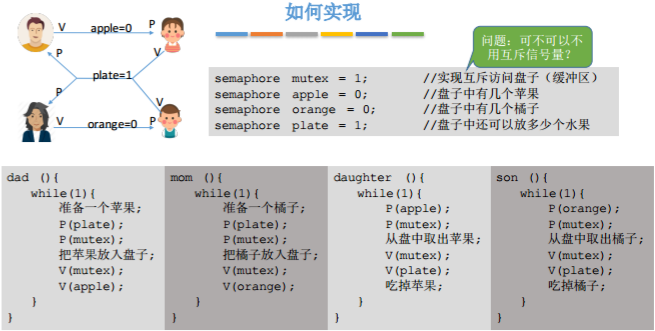 如何实现
apple=0
P
V
P
V
plate=1
P
V
V
orange=0
P
问题：可不可以不
用互斥信号量？
semaphore mutex = 1; //实现互斥访问盘子（缓冲区）
semaphore apple = 0; //盘子中有几个苹果
semaphore orange = 0; //盘子中有几个橘子
semaphore plate = 1; //盘子中还可以放多少个水果
dad (){
while(1){
准备一个苹果;
P(plate);
P(mutex);
把苹果放入盘子;
V(mutex);
V(apple);
}
}
mom (){
while(1){
准备一个橘子;
P(plate);
P(mutex);
把橘子放入盘子;
V(mutex);
V(orange);
}
}
daughter (){
while(1){
P(apple);
P(mutex);
从盘中取出苹果;
V(mutex);
V(plate);
吃掉苹果;
}
}
son (){
while(1){
P(orange);
P(mutex);
从盘中取出橘子;
V(mutex);
V(plate);
吃掉橘子;
}
}